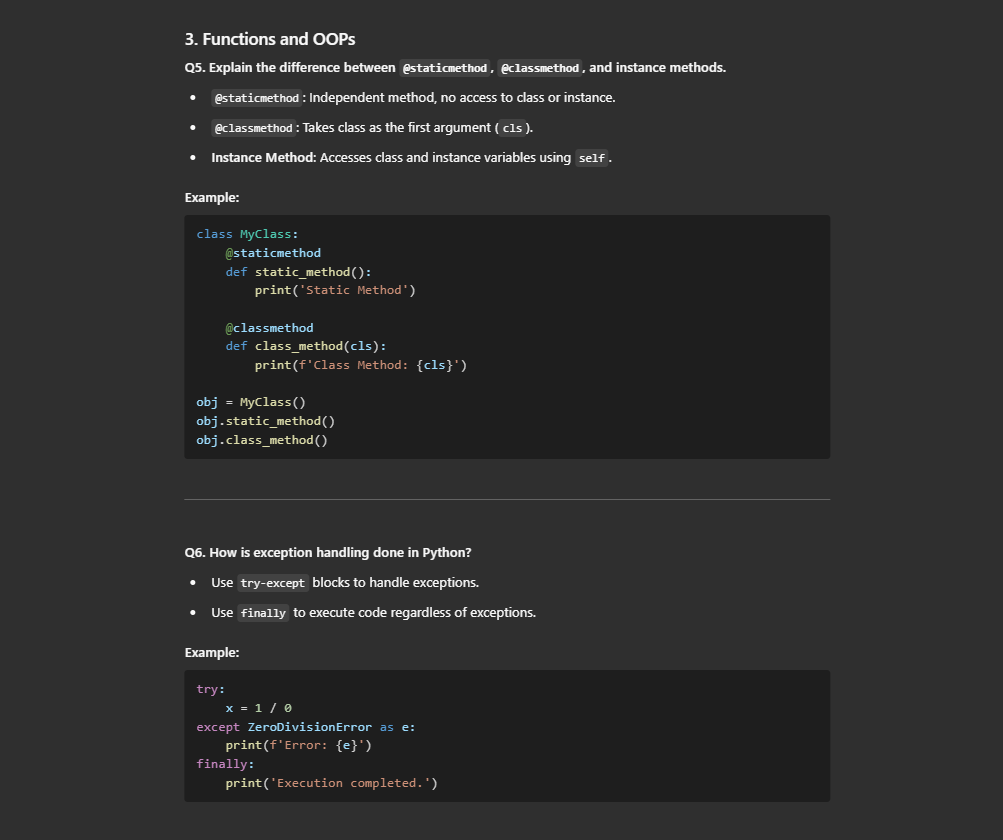 3. Functions and OOPs
Q5. Explain the difference between @staticmethod, @classmethod, and instance methods.
• @staticmethod: Independent method, no access to class or instance.
• @classmethod: Takes class as the first argument (cls).
• Instance Method: Accesses class and instance variables using self.
Example:
class MyClass:
    @staticmethod
    def static_method():
        print('Static Method')

    @classmethod
    def class_method(cls):
        print(f'Class Method: {cls}')

obj = MyClass()
obj.static_method()
obj.class_method()
Q6. How is exception handling done in Python?
• Use try-except blocks to handle exceptions.
• Use finally to execute code regardless of exceptions.
Example:
try:
    x = 1 / 0
except ZeroDivisionError as e:
    print(f'Error: {e}')
finally:
    print('Execution completed.')